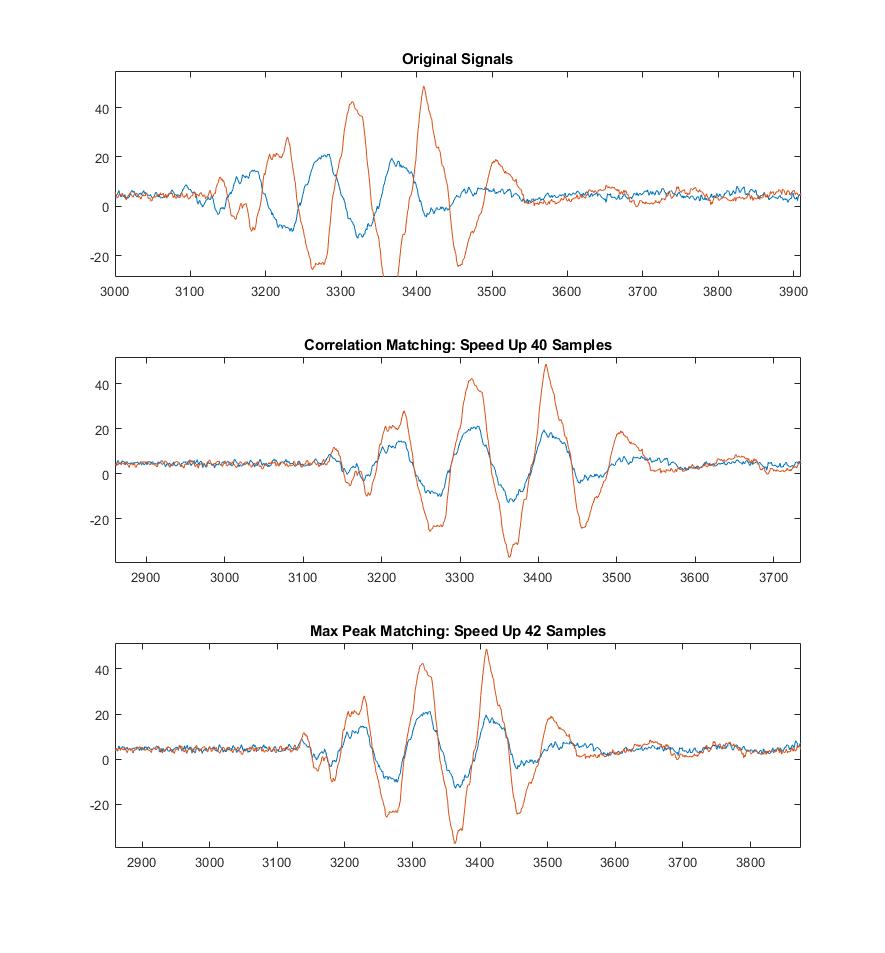 Original Signals
40
20
0
-20
3000 3100 3200 3300 3400 3500 3600 3700 3800 3900
Correlation Matching: Speed Up 40 Samples
40
20
0
-20
2900 3000 3100 3200 3300 3400 3500 3600 3700
Max Peak Matching: Speed Up 42 Samples
40
20
0
-20
2900 3000 3100 3200 3300 3400 3500 3600 3700 3800